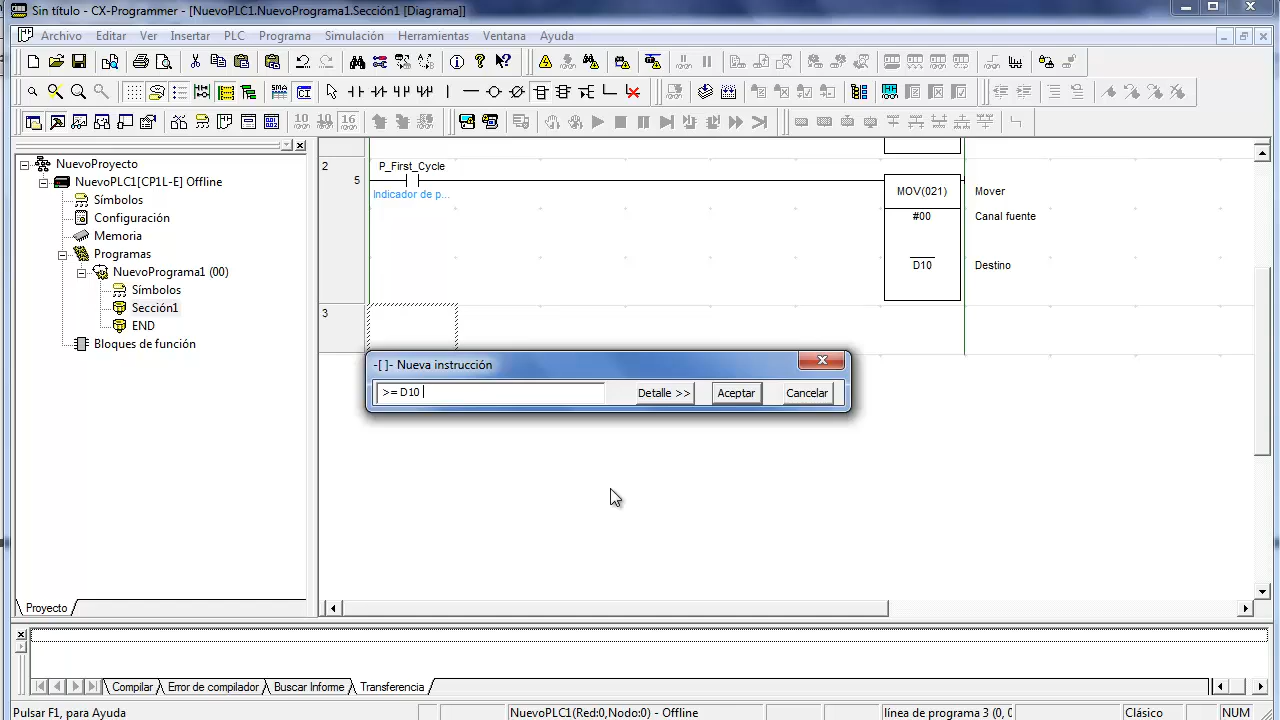 Sin título - CX-Programmer - [NuevoPLC1.NuevoPrograma1.Sección1 [Diagrama]]
Archivo Editar Ver Insertar PLC Programa Simulación Herramientas Ventana Ayuda
10 10 16
NuevoProyecto
NuevoPLC1[CP1L-E] Offline
Símbolos
Configuración
Memoria
Programas
NuevoPrograma1 (00)
Símbolos
Sección1
END
Bloques de función
Proyecto
2
5
P_First_Cycle
Indicador de p...
MOV(021)
Mover
#00
Canal fuente
D10
Destino
3
-[ ]- Nueva instrucción
>= D10
Detalle >>
Aceptar
Cancelar
Compilar Error de compilador Buscar Informe Transferencia
Pulsar F1, para Ayuda
NuevoPLC1(Red:0,Nodo:0) - Offline
línea de programa 3 (0, 0
Clásico
NUM